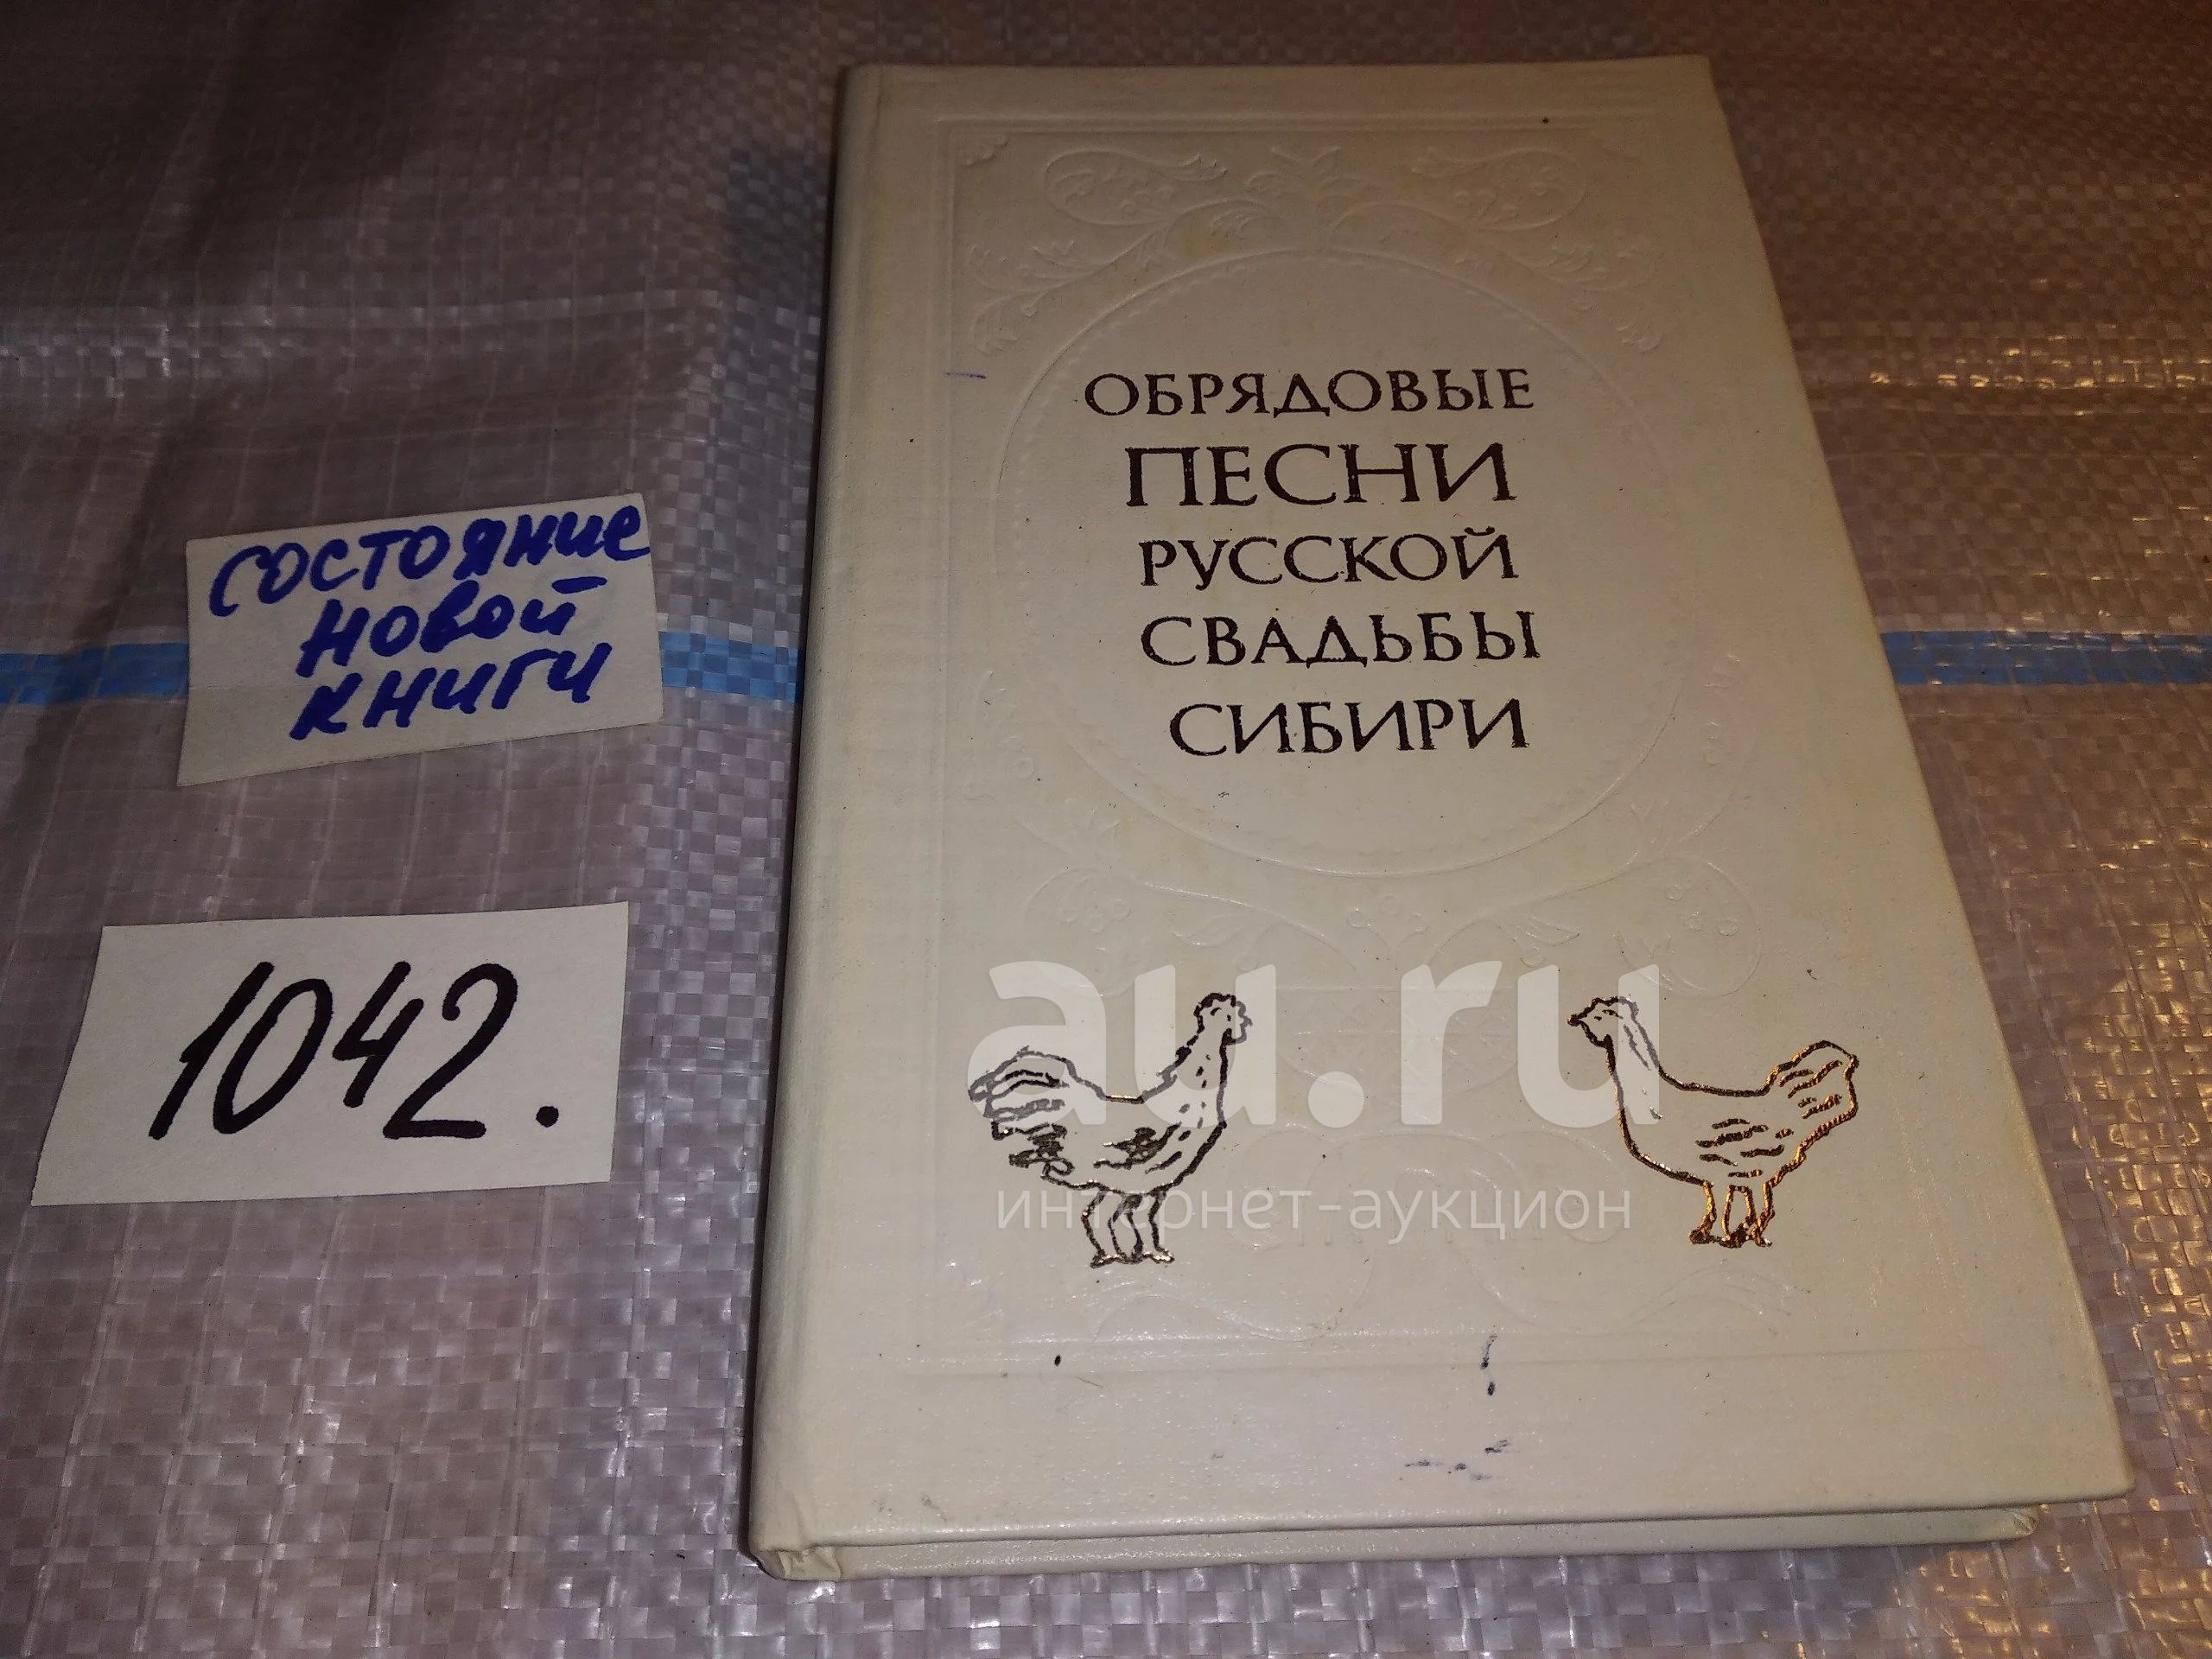 состояние
новой
книги
1042.
ОБРЯДОВЫЕ
ПЕСНИ
РУССКОЙ
СВАДЬБЫ
СИБИРИ
au.ru
интернет-аукцион